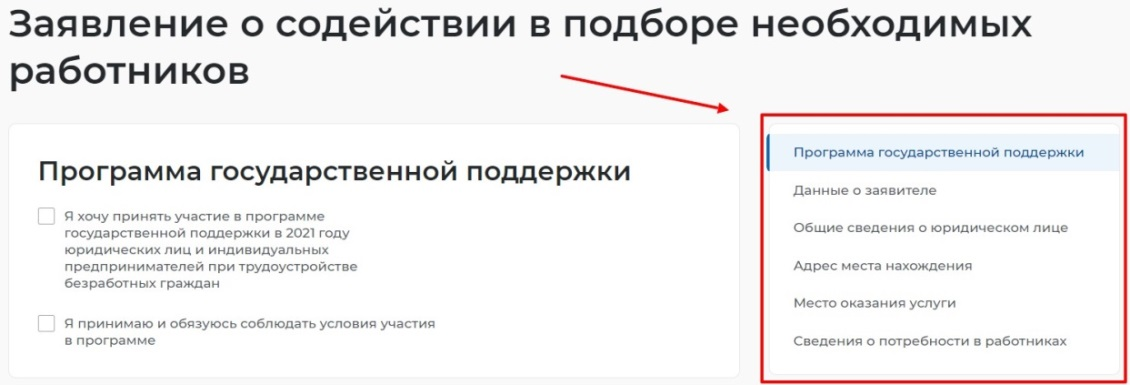 Заявление о содействии в подборе необходимых
работников
Программа государственной поддержки
Я хочу принять участие в программе
государственной поддержки в 2021 году
юридических лиц и индивидуальных
предпринимателей при трудоустройстве
безработных граждан
Я принимаю и обязуюсь соблюдать условия участия
в программе
Программа государственной поддержки
Данные о заявителе
Общие сведения о юридическом лице
Адрес места нахождения
Место оказания услуги
Сведения о потребности в работниках